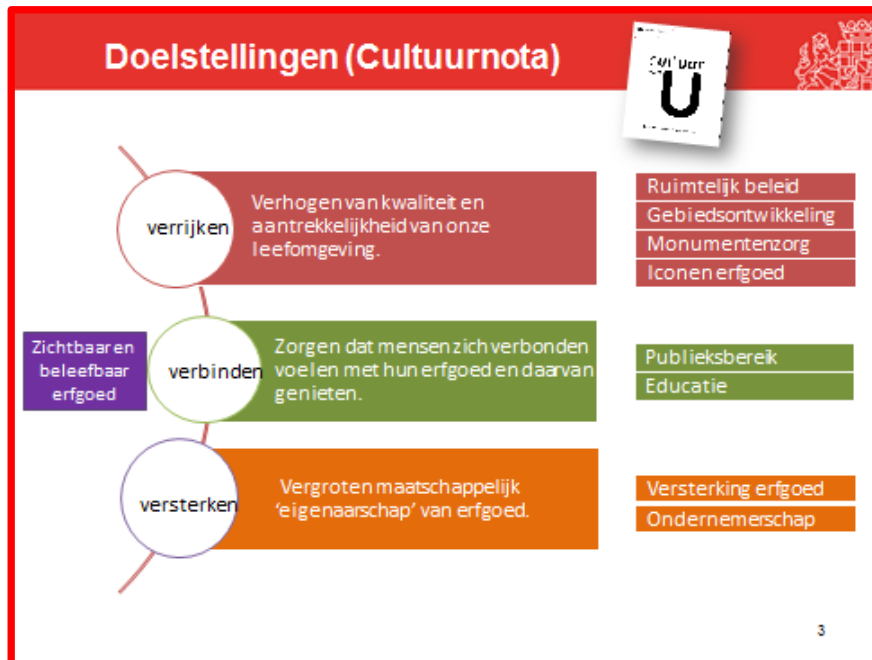 Doelstellingen (Cultuurnota)
U
verrijken
Verhogen van kwaliteit en
aantrekkelijkheid van onze
leefomgeving.
Ruimtelijk beleid
Gebiedsontwikkeling
Monumentenzorg
Iconen erfgoed
Zichtbaar en
beleefbaar
erfgoed
verbinden
Zorgen dat mensen zich verbonden
voelen met hun erfgoed en daarvan
genieten.
Publieksbereik
Educatie
versterken
Vergroten maatschappelijk
‘eigenaarschap’ van erfgoed.
Versterking erfgoed
Ondernemerschap
3